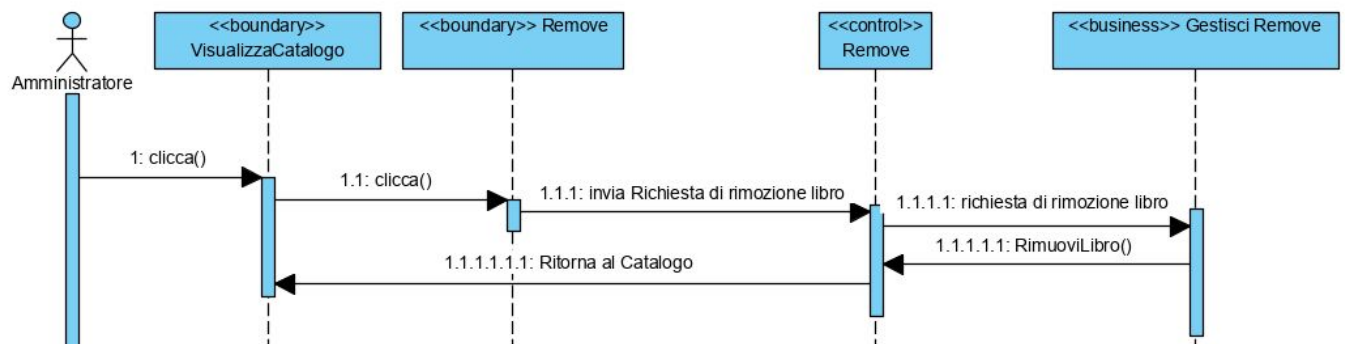 <<boundary>>
VisualizzaCatalogo
<<boundary>> Remove
<<control>>
Remove
<<business>> Gestisci Remove
Amministratore
1: clicca()
1.1: clicca()
1.1.1: invia Richiesta di rimozione libro
1.1.1.1: richiesta di rimozione libro
1.1.1.1.1: RimuoviLibro()
1.1.1.1.1.1: Ritorna al Catalogo